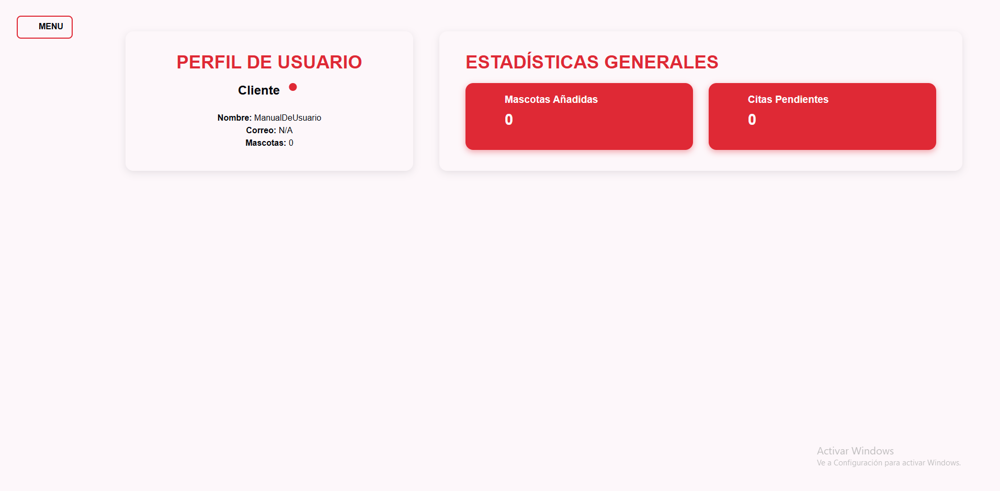 MENU
PERFIL DE USUARIO
Cliente
Nombre: ManualDeUsuario
Correo: N/A
Mascotas: 0
ESTADÍSTICAS GENERALES
Mascotas Añadidas
0
Citas Pendientes
0
Activar Windows
Ve a Configuración para activar Windows.